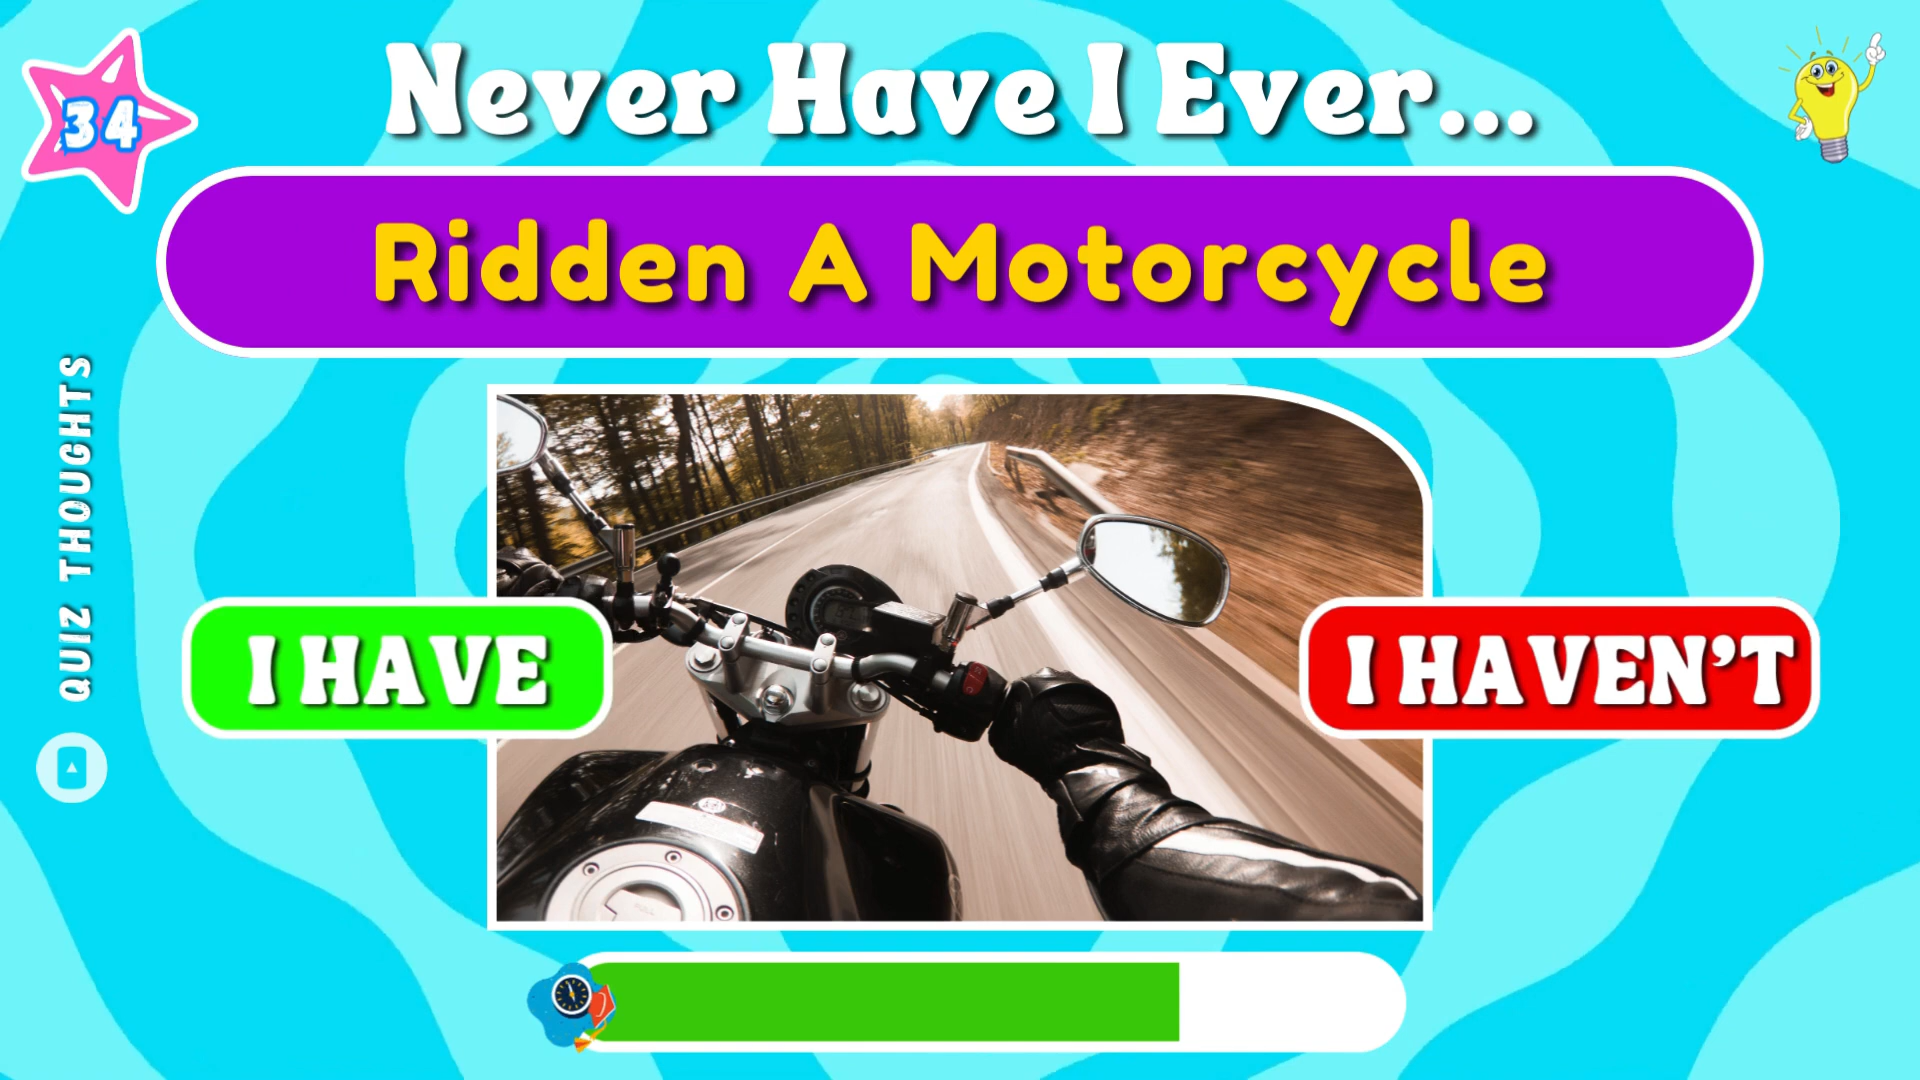 34
Never Have I Ever...
Ridden A Motorcycle
QUIZ THOUGHTS
I HAVE
I HAVEN'T